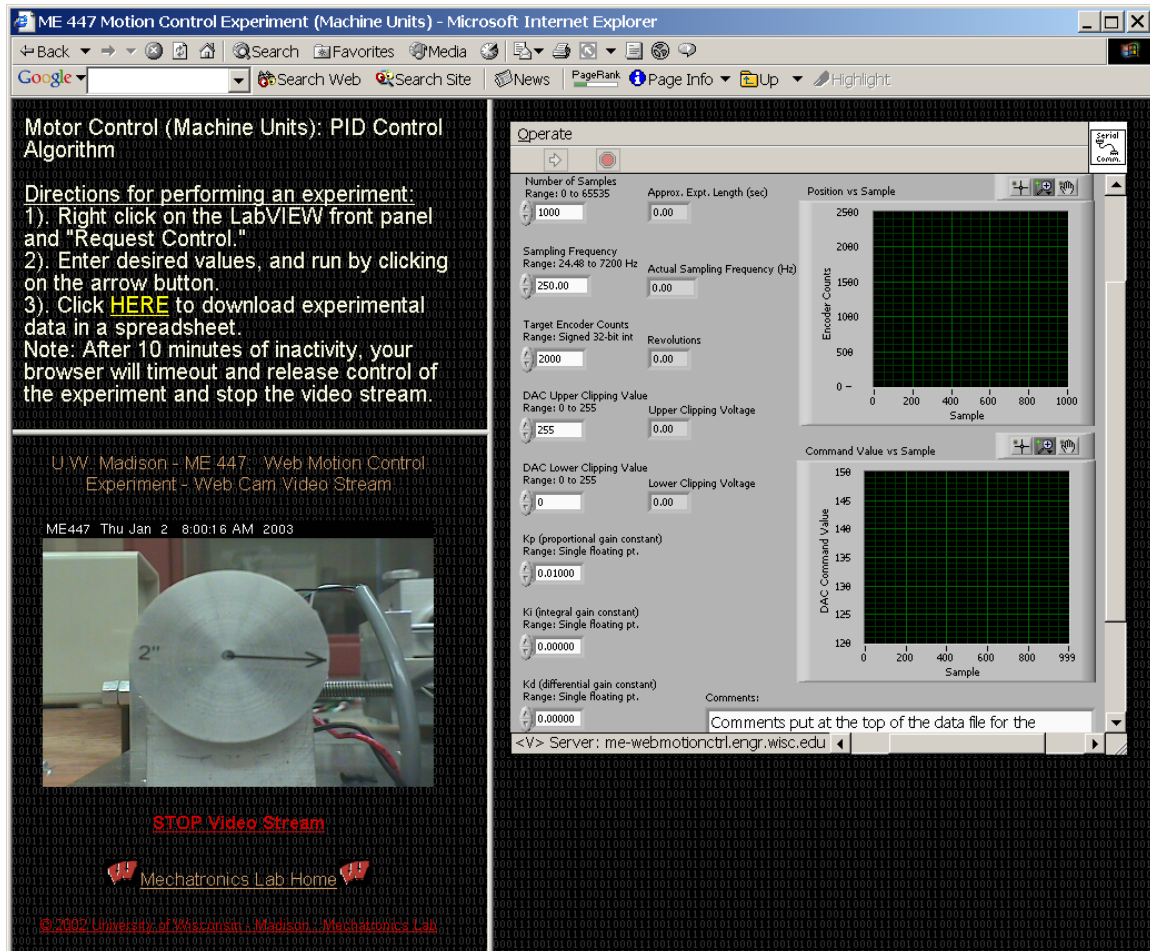 ME 447 Motion Control Experiment (Machine Units) - Microsoft Internet Explorer
Back Search Favorites Media
Google Search Web Search Site News PageRank Page Info Up Highlight
Motor Control (Machine Units): PID Control
Algorithm
Directions for performing an experiment:
1). Right click on the LabVIEW front panel
and "Request Control."
2). Enter desired values, and run by clicking
on the arrow button.
3). Click HERE to download experimental
data in a spreadsheet.
Note: After 10 minutes of inactivity, your
browser will timeout and release control of
the experiment and stop the video stream.
U.W. Madison - ME 447: Web Motion Control
Experiment - Web Cam Video Stream
ME447 Thu Jan 2 8:00:16 AM 2003
2"
STOP Video Stream
Mechatronics Lab Home
© 2002 University of Wisconsin - Madison : Mechatronics Lab
Operate
Serial
Comm.
Number of Samples
Range: 0 to 65535
1000
Approx. Expt. Length (sec)
0.00
Sampling Frequency
Range: 24.48 to 7200 Hz
250.00
Actual Sampling Frequency (Hz)
0.00
Target Encoder Counts
Range: Signed 32-bit int
2000
Revolutions
0.00
DAC Upper Clipping Value
Range: 0 to 255
255
Upper Clipping Voltage
0.00
DAC Lower Clipping Value
Range: 0 to 255
0
Lower Clipping Voltage
0.00
Kp (proportional gain constant)
Range: Single floating pt.
0.01000
Ki (integral gain constant)
Range: Single floating pt.
0.00000
Kd (differential gain constant)
Range: Single floating pt.
0.00000
Position vs Sample
Encoder Counts
2500
2000
1500
1000
500
0
0 200 400 600 800 1000
Sample
Command Value vs Sample
DAC Command Value
150
145
140
135
130
125
120
0 200 400 600 800 999
Sample
Comments:
Comments put at the top of the data file for the
<V> Server: me-webmotionctrl.engr.wisc.edu